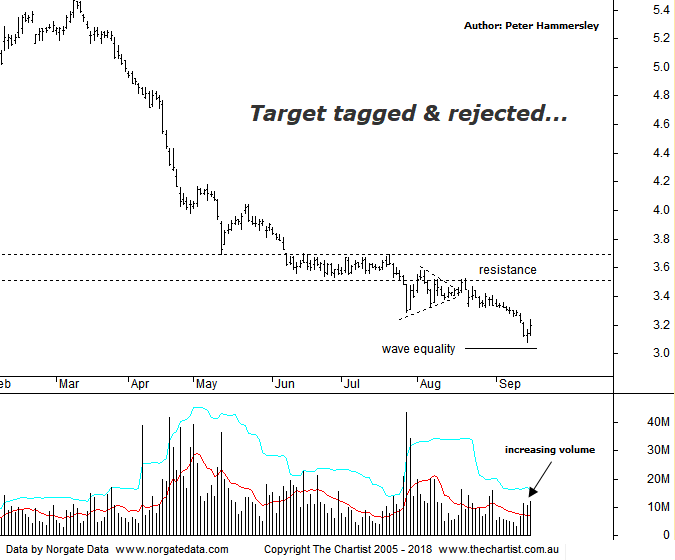 5.4
Author: Peter Hammersley
5.2
5.0
Target tagged & rejected...
4.8
4.6
4.4
4.2
4.0
3.8
3.6
resistance
3.4
3.2
wave equality
3.0
eb Mar Apr May Jun Jul Aug Sep
40M
increasing volume
30M
20M
10M
0
Data by Norgate Data www.norgatedata.com Copyright The Chartist 2005 - 2018 www.thechartist.com.au